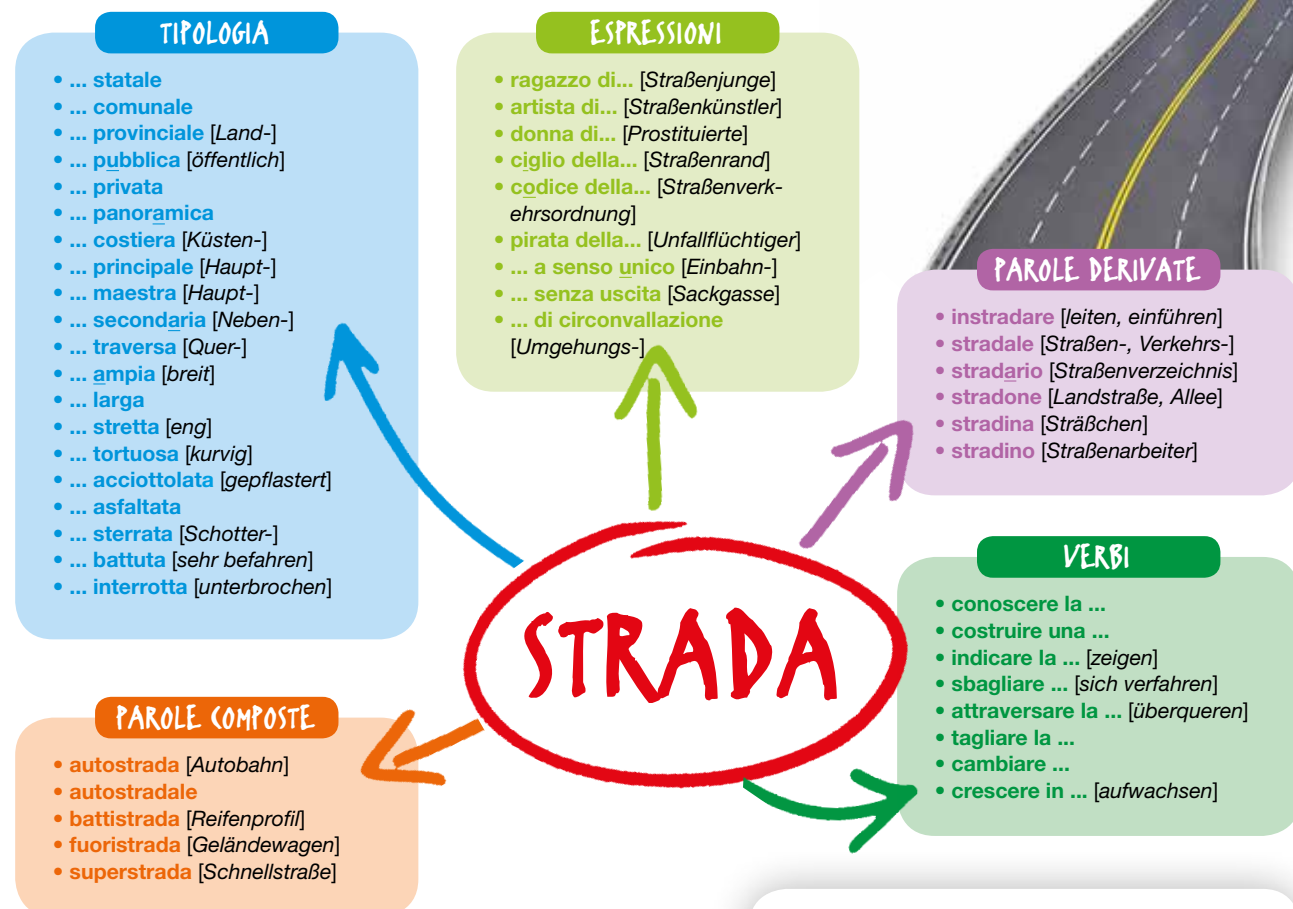 TIPOLOGIA
• ... statale
• ... comunale
• ... provinciale [Land-]
• ... pubblica [öffentlich]
• ... privata
• ... panoramica
• ... costiera [Küsten-]
• ... principale [Haupt-]
• ... maestra [Haupt-]
• ... secondaria [Neben-]
• ... traversa [Quer-]
• ... ampia [breit]
• ... larga
• ... stretta [eng]
• ... tortuosa [kurvig]
• ... acciottolata [gepflastert]
• ... asfaltata
• ... sterrata [Schotter-]
• ... battuta [sehr befahren]
• ... interrotta [unterbrochen]
ESPRESSIONI
• ragazzo di... [Straßenjunge]
• artista di... [Straßenkünstler]
• donna di... [Prostituierte]
• ciglio della... [Straßenrand]
• codice della... [Straßenverk-
ehrsordnung]
• pirata della... [Unfallflüchtiger]
• ... a senso unico [Einbahn-]
• ... senza uscita [Sackgasse]
• ... di circonvallazione
[Umgehungs-]
PAROLE DERIVATE
• instradare [leiten, einführen]
• stradale [Straßen-, Verkehrs-]
• stradario [Straßenverzeichnis]
• stradone [Landstraße, Allee]
• stradina [Sträßchen]
• stradino [Straßenarbeiter]
STRADA
VERBI
• conoscere la ...
• costruire una ...
• indicare la ... [zeigen]
• sbagliare ... [sich verfahren]
• attraversare la ... [überqueren]
• tagliare la ...
• cambiare ...
• crescere in ... [aufwachsen]
PAROLE COMPOSTE
• autostrada [Autobahn]
• autostradale
• battistrada [Reifenprofil]
• fuoristrada [Geländewagen]
• superstrada [Schnellstraße]